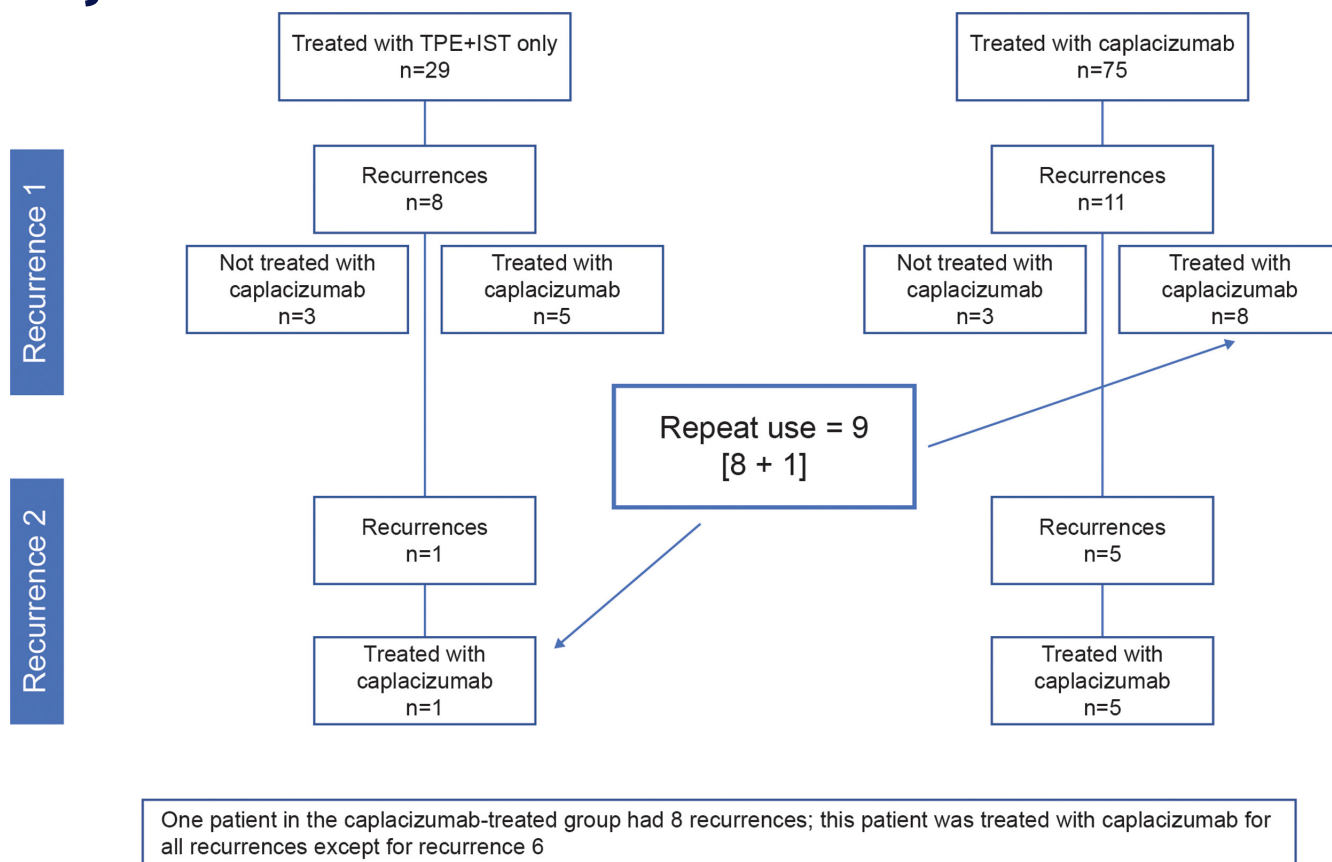 Treated with TPE+IST only
n=29
Treated with caplacizumab
n=75
Recurrence 1
Recurrences
n=8
Recurrences
n=11
Not treated with
caplacizumab
n=3
Treated with
caplacizumab
n=5
Not treated with
caplacizumab
n=3
Treated with
caplacizumab
n=8
Repeat use = 9
[8 + 1]
Recurrence 2
Recurrences
n=1
Recurrences
n=5
Treated with
caplacizumab
n=1
Treated with
caplacizumab
n=5
One patient in the caplacizumab-treated group had 8 recurrences; this patient was treated with caplacizumab for
all recurrences except for recurrence 6